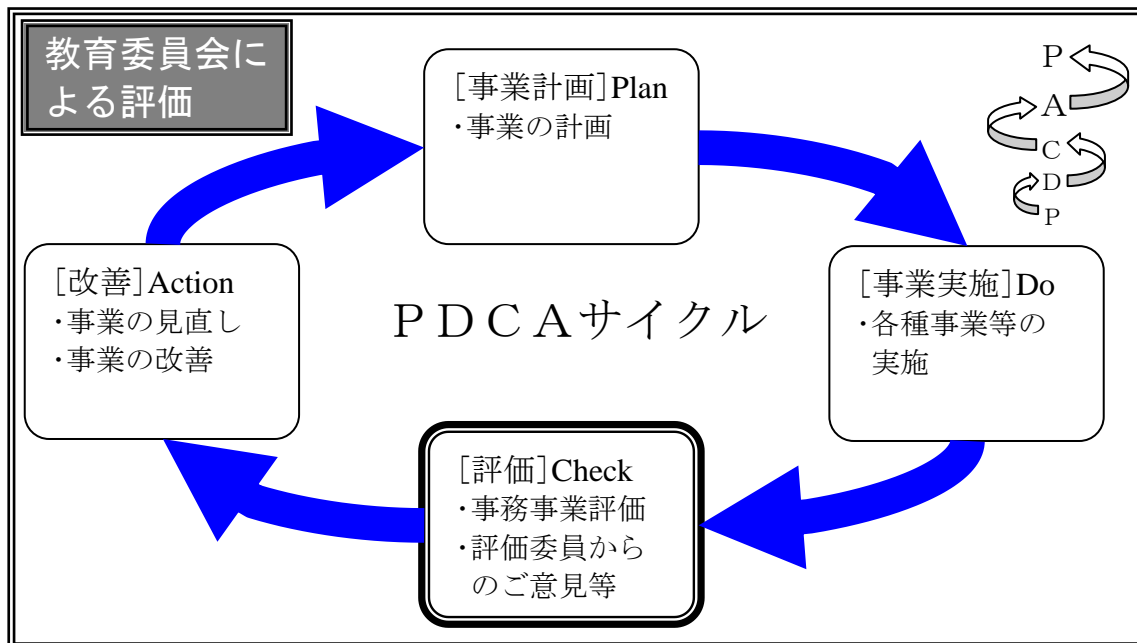 教育委員会に
よる評価
[事業計画]Plan
・事業の計画
P
A
C
D
P
[改善]Action
・事業の見直し
・事業の改善
ＰＤＣＡサイクル
[事業実施]Do
・各種事業等の
実施
[評価]Check
・事務事業評価
・評価委員から
のご意見等